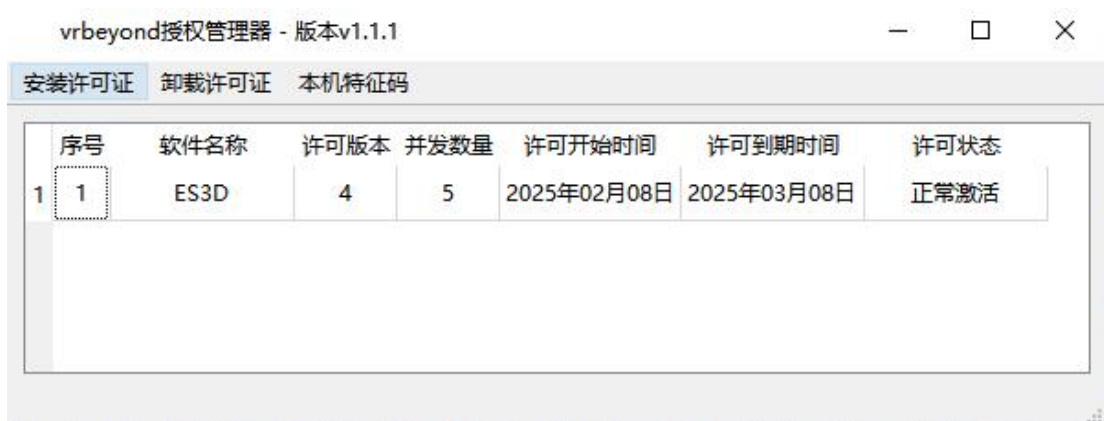 vrbeyond授权管理器 - 版本v1.1.1
安装许可证 卸载许可证 本机特征码
序号 软件名称 许可版本 并发数量 许可开始时间 许可到期时间 许可状态
1 1 ES3D 4 5 2025年02月08日 2025年03月08日 正常激活